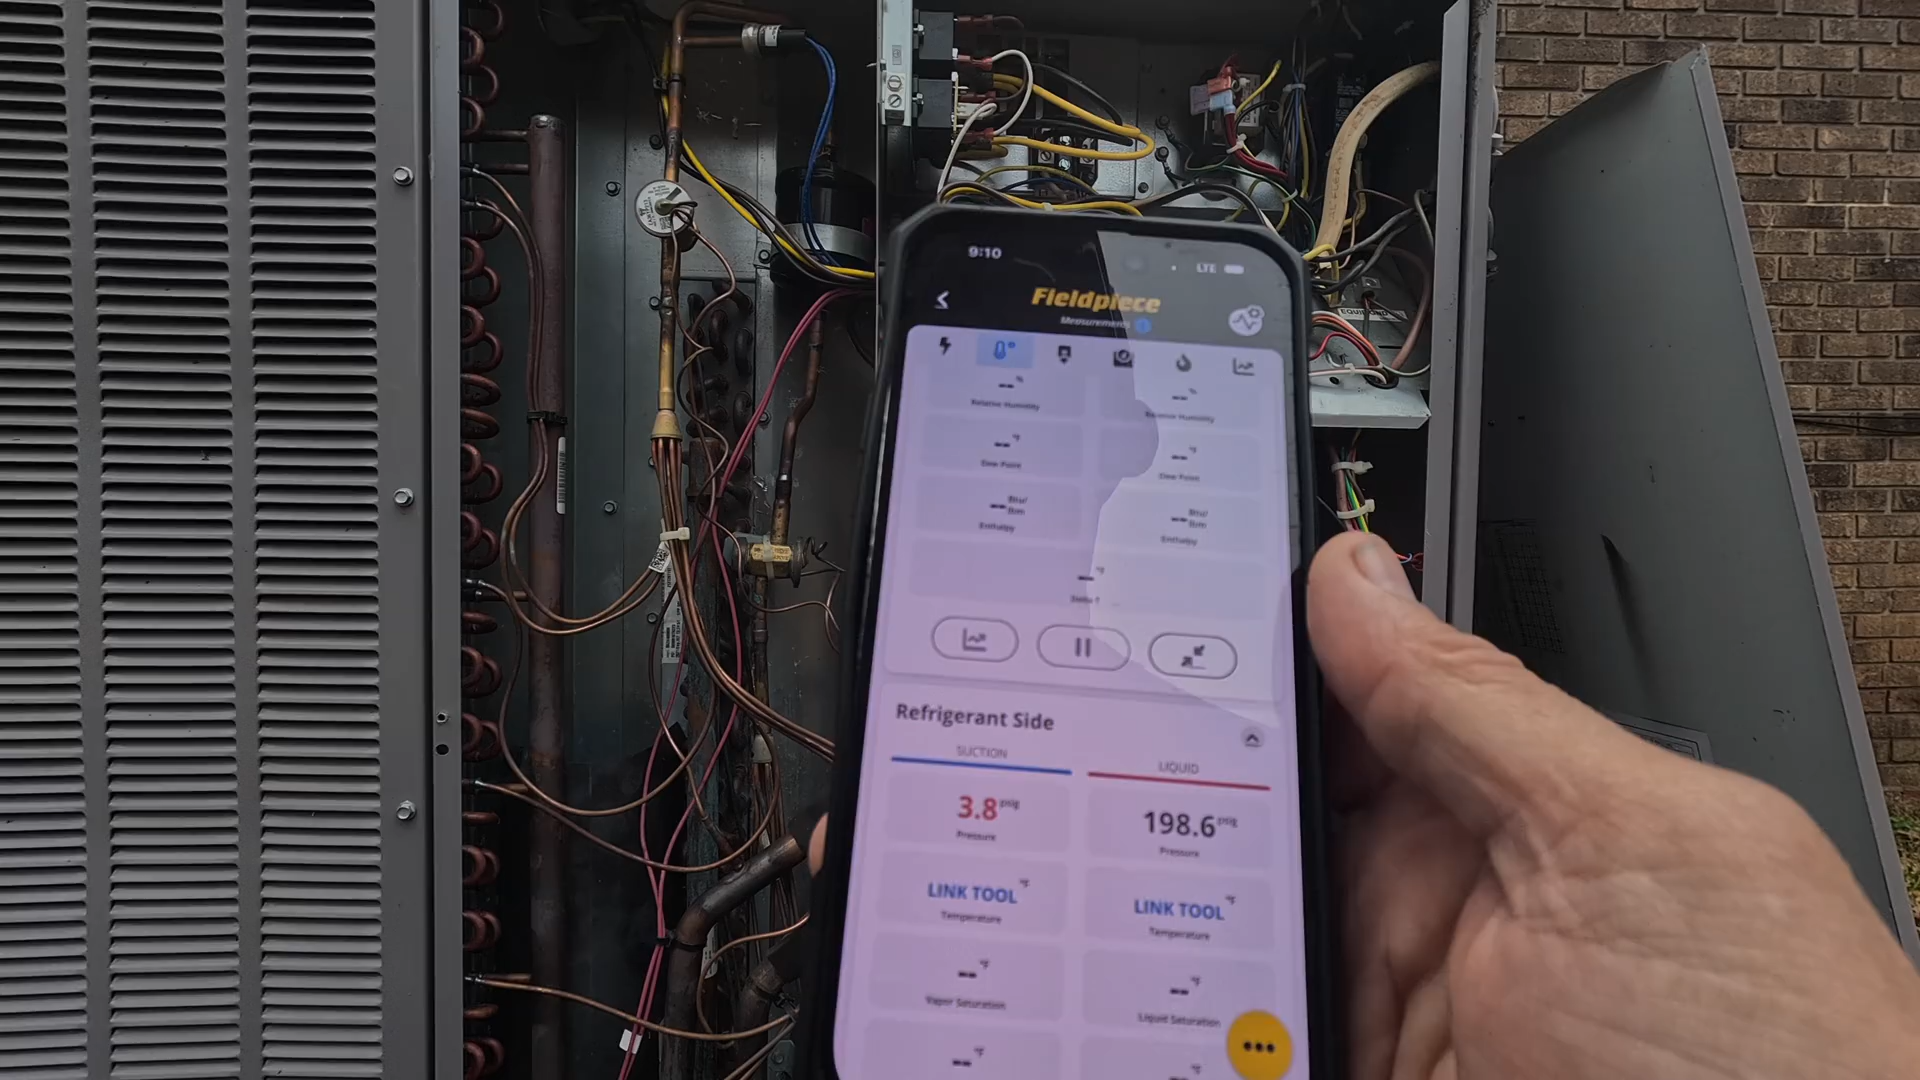 9:10
LTE
Fieldpiece
Measurements
-- %
Relative Humidity
-- %
Relative Humidity
-- °F
Dew Point
-- °F
Dew Point
-- Btu/lbm
Enthalpy
-- Btu/lbm
Enthalpy
-- °F
Delta T
Refrigerant Side
SUCTION
LIQUID
3.8 psig
Pressure
198.6 psig
Pressure
LINK TOOL °F
Temperature
LINK TOOL °F
Temperature
-- °F
Vapor Saturation
-- °F
Liquid Saturation
-- °F
-- °F